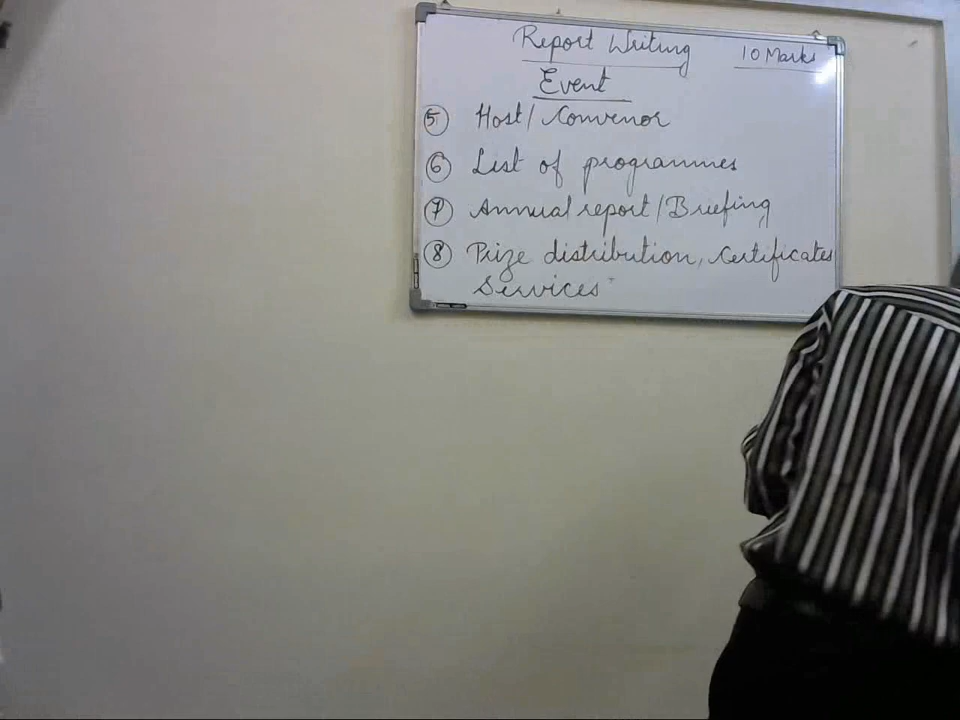 Report Writing 10 Marks
Event
5 Host/Convenor
6 List of programmes
7 Annual report/Briefing
8 Prize distribution, Certificates
Services